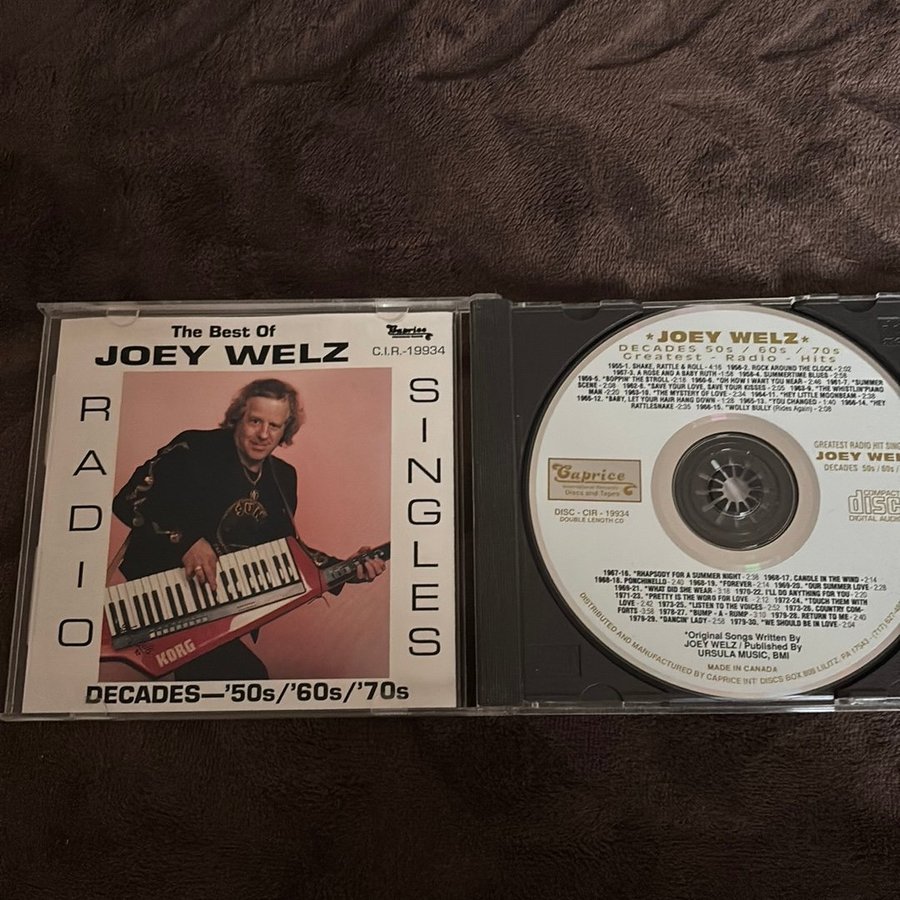 The Best Of
JOEY WELZ
Caprice
C.I.R.-19934
RADIO
SINGLES
KORG
DECADES—'50s/'60s/'70s
*JOEY WELZ*
DECADES 50s / 60s / 70s
Greatest - Radio - Hits
1955-1. SHAKE, RATTLE & ROLL - 4:16 1956-2. ROCK AROUND THE CLOCK - 2:02
1957-3. A ROSE AND A BABY RUTH - 1:58 1958-4. SUMMERTIME BLUES - 2:58
1959-5. *BOPPIN' THE STROLL - 2:18 1960-6. *OH HOW I WANT YOU NEAR - 2:46 1961-7. *SUMMER
SCENE - 2:08 1962-8. *SAVE YOUR LOVE, SAVE YOUR KISSES - 2:05 1963-9. *THE WHISTLIN' PIANO
MAN - 2:20 1963-10. *THE MYSTERY OF LOVE - 2:34 1964-11. *HEY LITTLE MOONBEAM - 2:38
1965-12. *BABY, LET YOUR HAIR HANG DOWN - 1:28 1965-13. *YOU CHANGED - 1:40 1966-14. *HEY
RATTLESNAKE - 2:35 1966-15. *WOLLY BULLY (Rides Again) - 2:08
GREATEST RADIO HIT SING
JOEY WEL
DECADES 50s / 60s /
Caprice
International Records
Discs and Tapes
DISC - CIR - 19934
DOUBLE LENGTH CD
COMPACT
disc
DIGITAL AUDIO
1967-16. *RHAPSODY FOR A SUMMER NIGHT - 2:38 1968-17. CANDLE IN THE WIND - 2:14
1968-18. PONCHINELLO - 2:40 1968-19. *FOREVER - 2:14 1969-20. *OUR SUMMER LOVE - 2:28
1969-21. *WHAT DID SHE WEAR - 3:18 1970-22. I'LL DO ANYTHING FOR YOU - 2:20
1971-23. *PRETTY IS THE WORD FOR LOVE - 2:12 1972-24. *TOUCH THEM WITH
LOVE - 2:42 1973-25. *LISTEN TO THE VOICES - 2:52 1973-26. COUNTRY COM-
FORTS - 3:58 1978-27. *BUMP - A - RUMP - 3:10 1979-28. RETURN TO ME - 2:40
1979-29. *DANCIN' LADY - 2:58 1979-30. *WE SHOULD BE IN LOVE - 2:04
*Original Songs Written By
JOEY WELZ / Published By
URSULA MUSIC, BMI
MADE IN CANADA
DISTRIBUTED AND MANUFACTURED BY CAPRICE INT' DISCS BOX 808 LILITZ, PA 17543